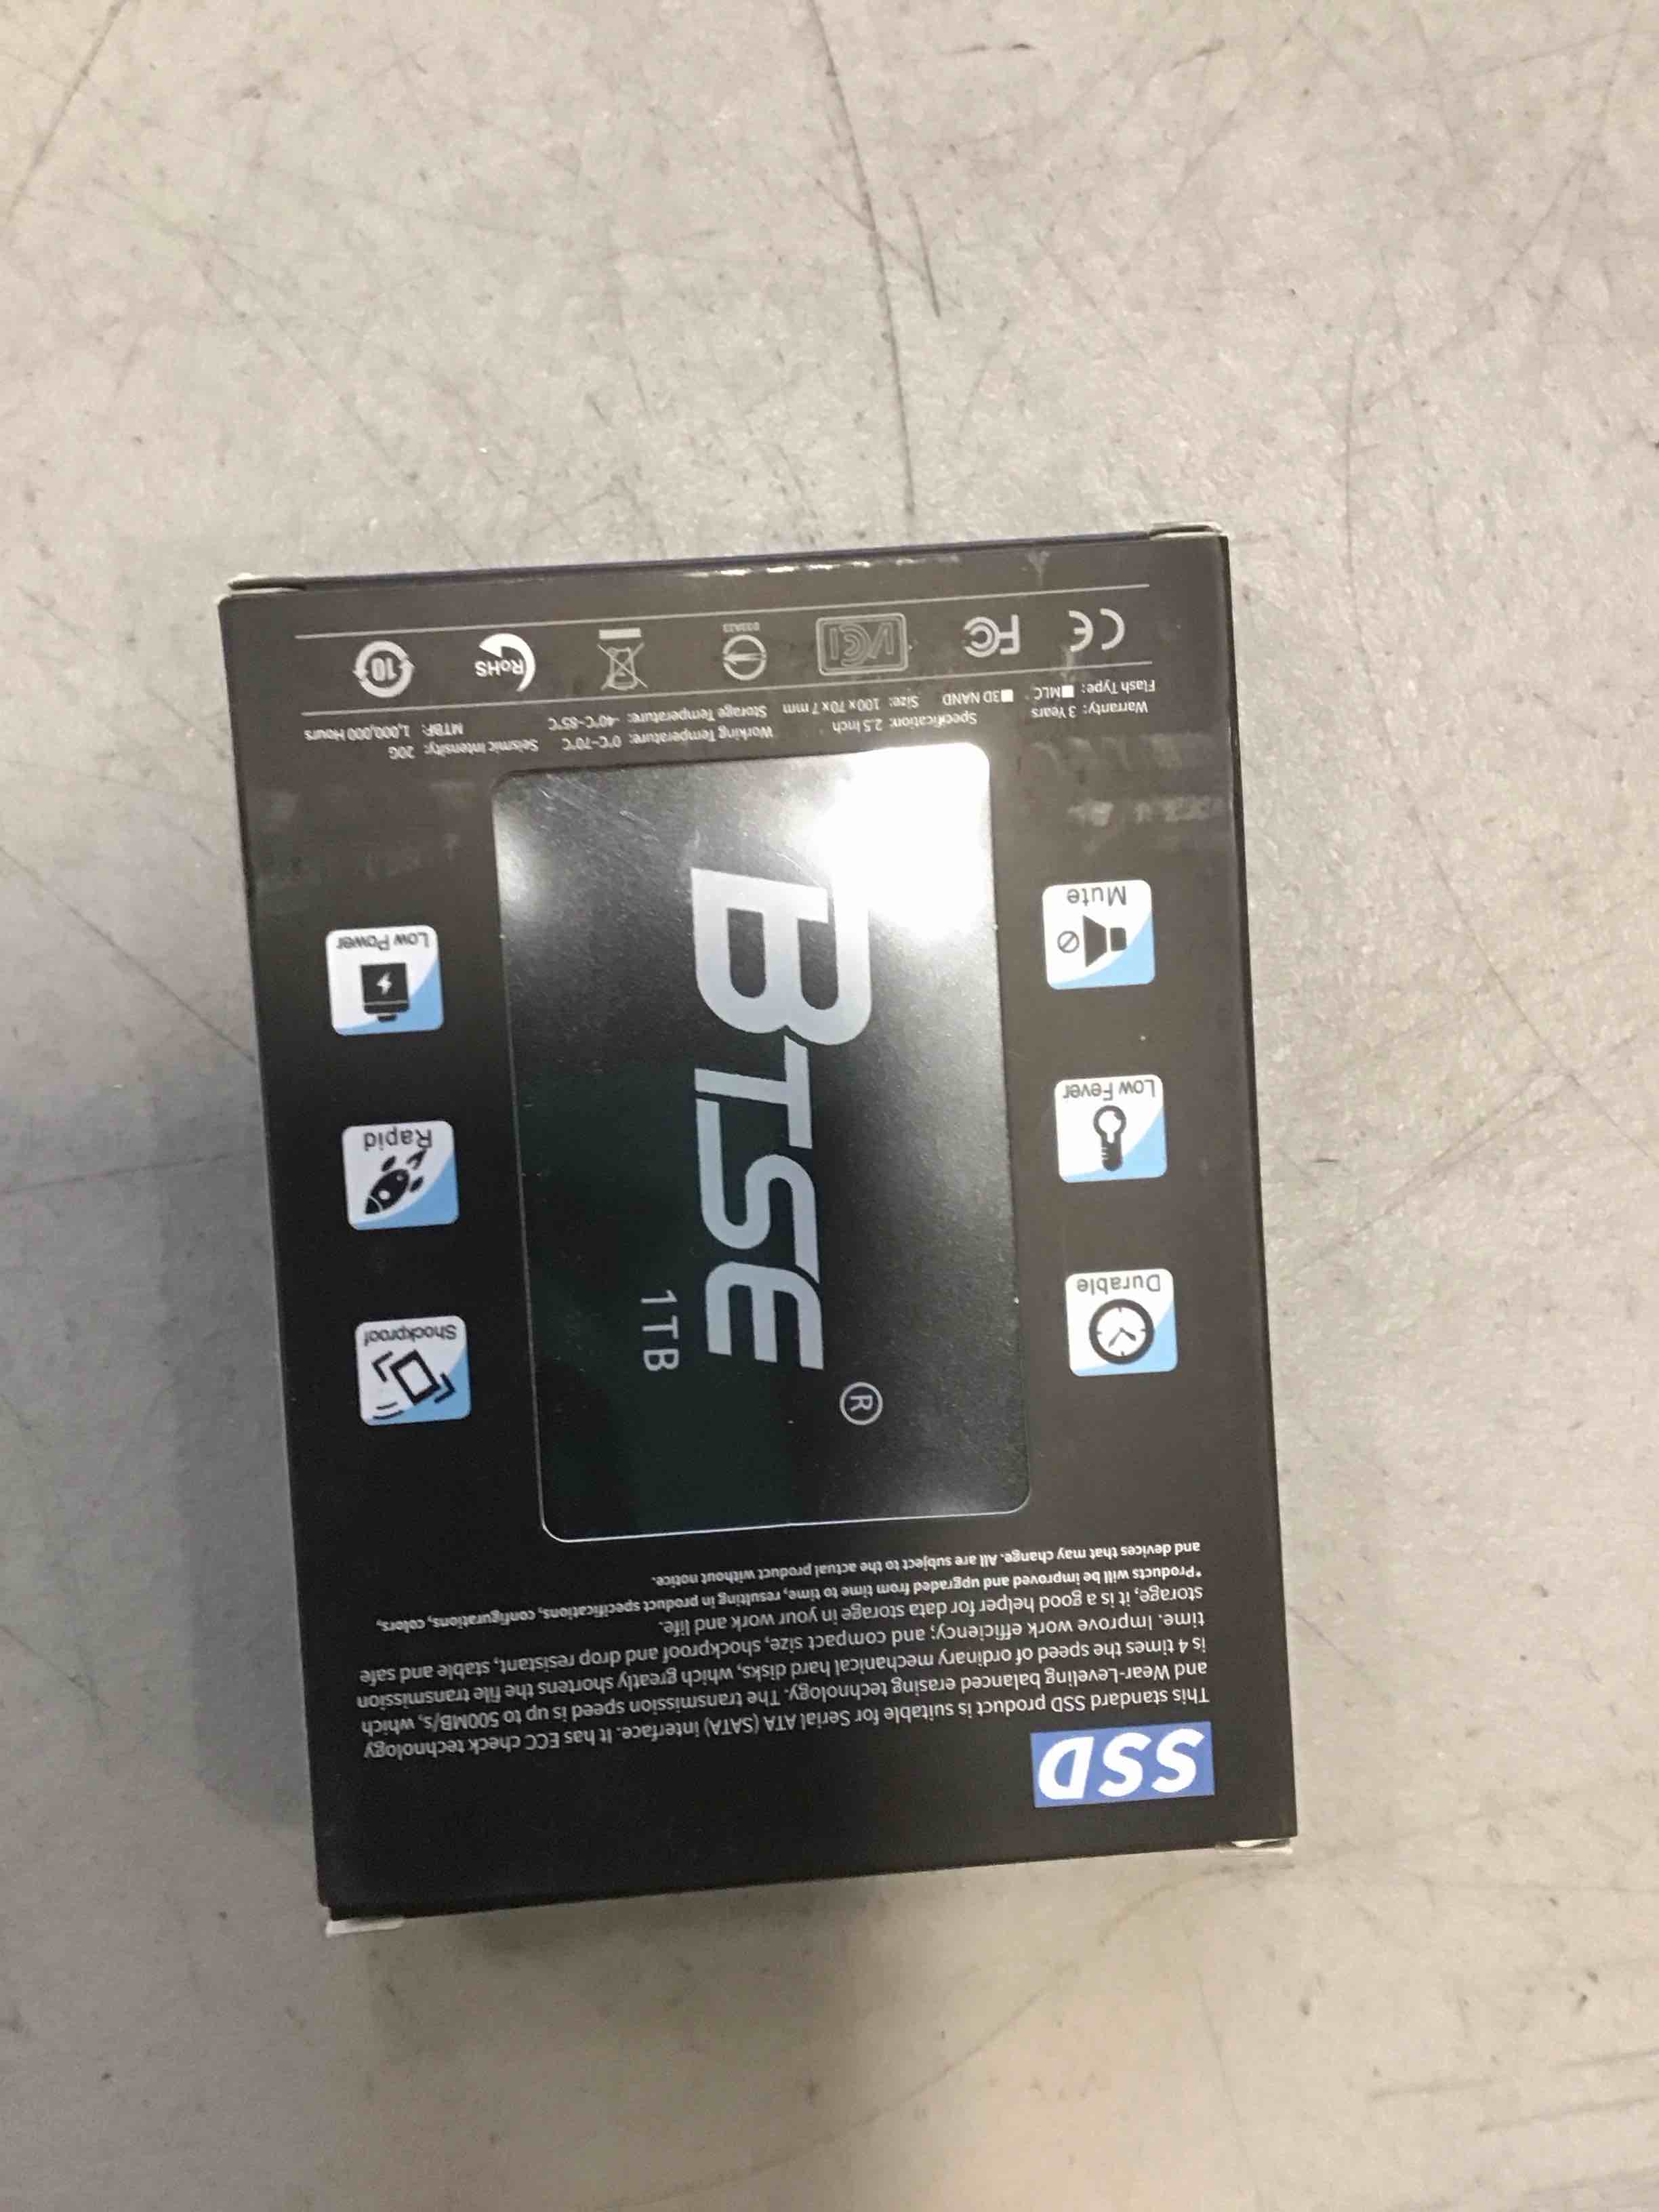 SSD
This standard SSD product is suitable for Serial ATA (SATA) interface. It has ECC check technology
and Wear-Leveling balanced erasing technology. The transmission speed is up to 500MB/s, which
is 4 times the speed of ordinary mechanical hard disks, which greatly shortens the file transmission
time. Improve work efficiency; and compact size, shockproof and drop resistant, stable and safe
storage, it is a good helper for data storage in your work and life.
*Products will be improved and upgraded from time to time, resulting in product specifications, configurations, colors,
and devices that may change. All are subject to the actual product without notice.
Durable
Low Fever
Mute
BTSE®
1TB
Shockproof
Rapid
Low Power
Warranty: 3 Years Specification: 2.5 Inch Working Temperature: 0°C-70°C Seismic Intensity: 20G
Flash Type: ■MLC ■3D NAND Size: 100 x 70 x 7 mm Storage Temperature: -40°C-85°C MTBF: 1,000,000 Hours
CE FC VCI D33A23 RoHS 10